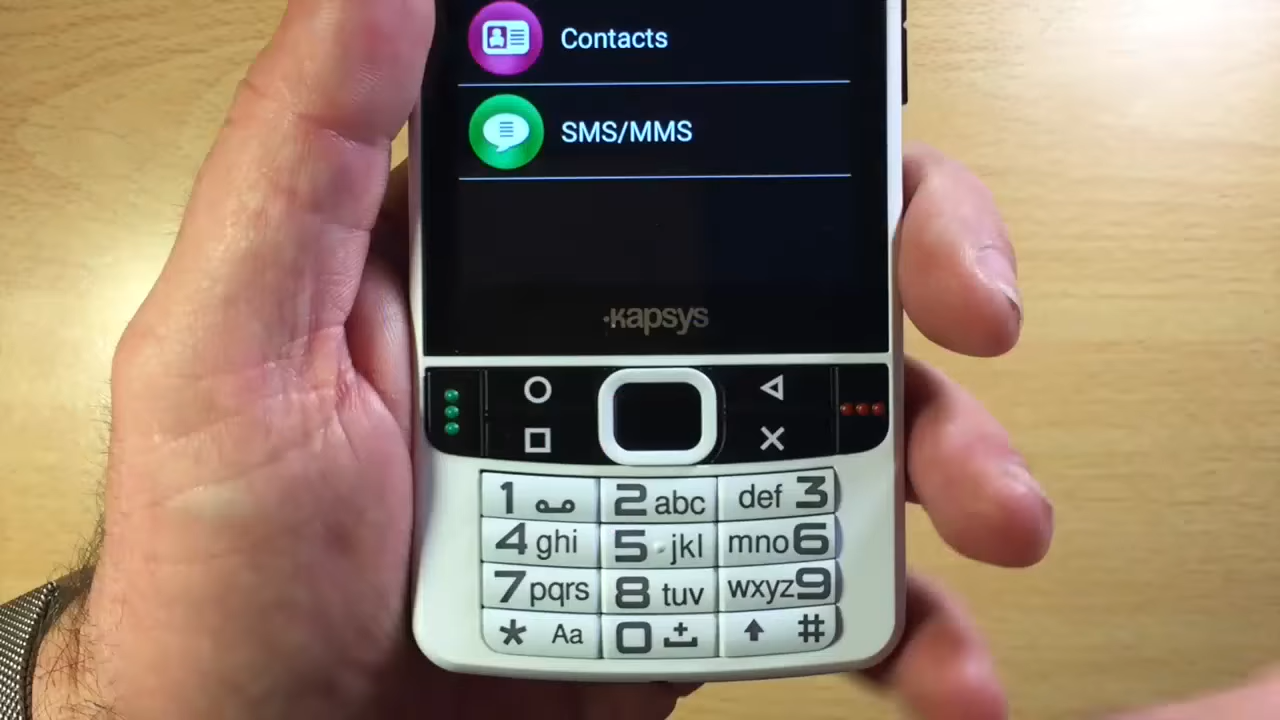 Contacts
SMS/MMS
kapsys
1 2 abc def 3
4 ghi 5 jkl mno 6
7 pqrs 8 tuv wxyz 9
* Aa 0 + #